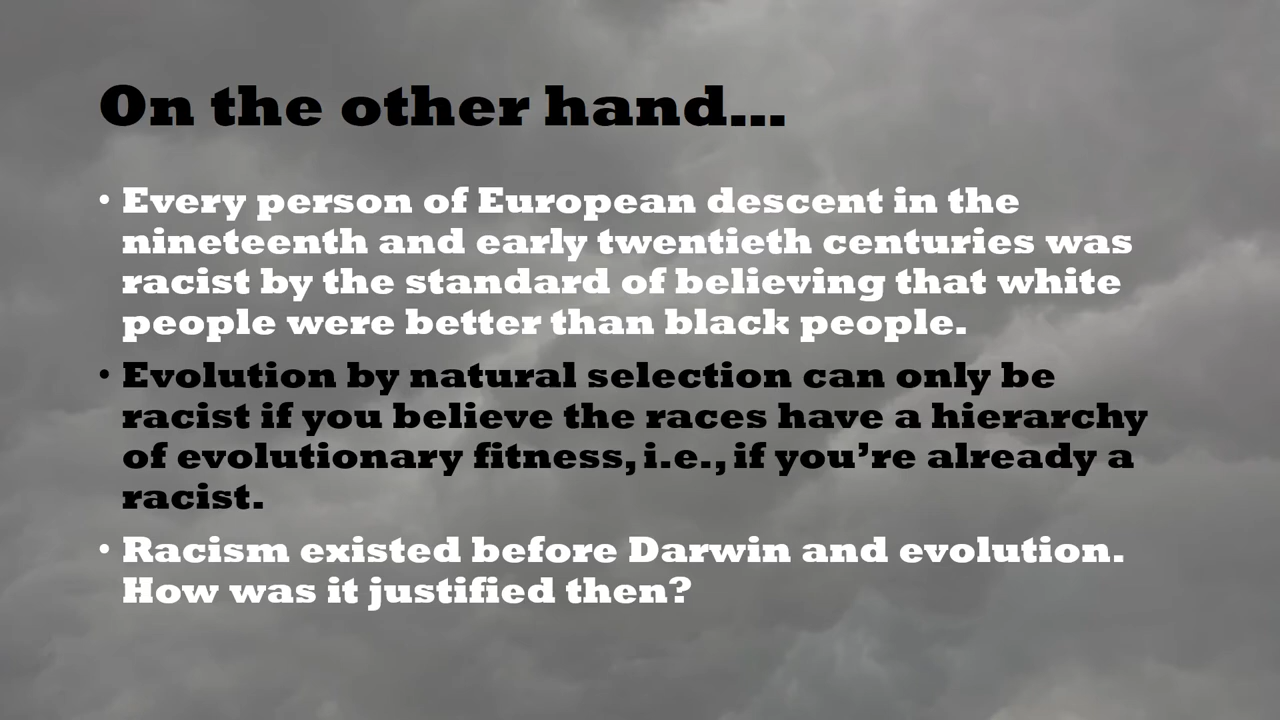 On the other hand...
• Every person of European descent in the
nineteenth and early twentieth centuries was
racist by the standard of believing that white
people were better than black people.
• Evolution by natural selection can only be
racist if you believe the races have a hierarchy
of evolutionary fitness, i.e., if you’re already a
racist.
• Racism existed before Darwin and evolution.
How was it justified then?